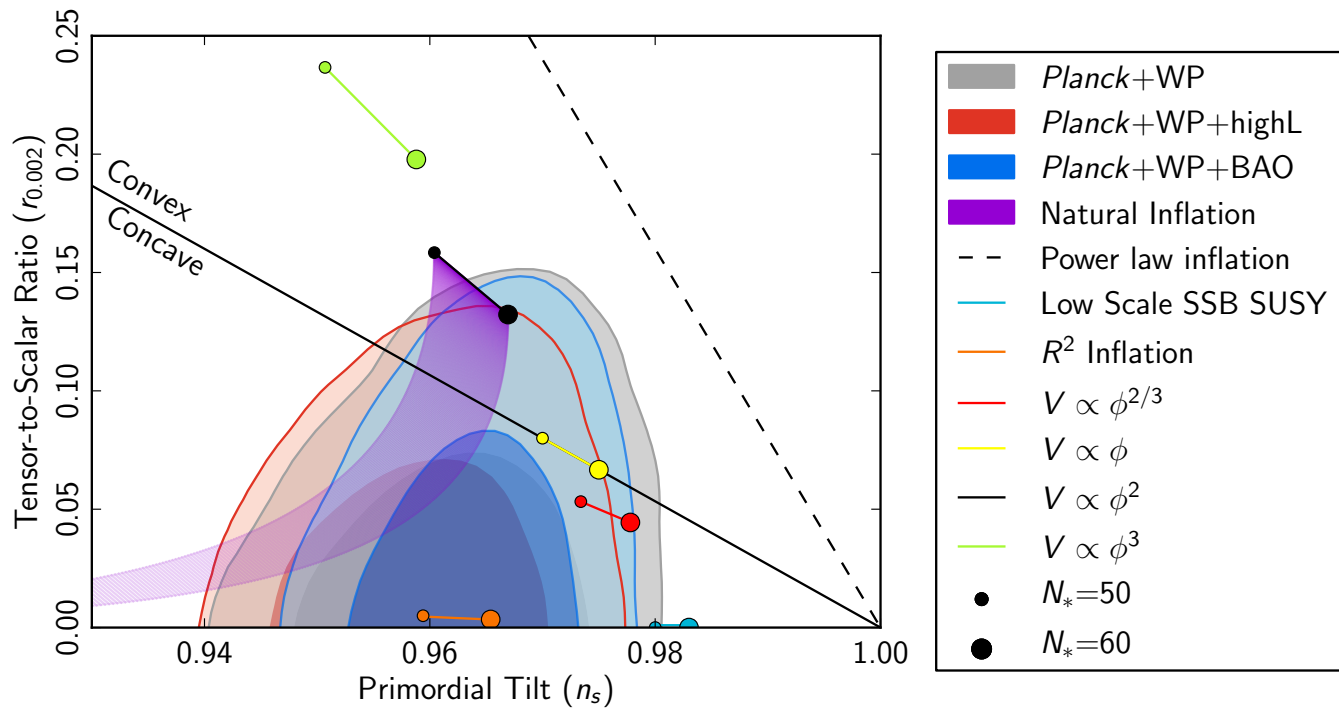 Tensor-to-Scalar Ratio (r0.002)
0.25
0.20
0.15
0.10
0.05
0.00
Convex
Concave
0.94
0.96
0.98
1.00
Primordial Tilt (ns)
Planck+WP
Planck+WP+highL
Planck+WP+BAO
Natural Inflation
Power law inflation
Low Scale SSB SUSY
R² Inflation
V ∝ ϕ^2/3
V ∝ ϕ
V ∝ ϕ²
V ∝ ϕ³
N*=50
N*=60